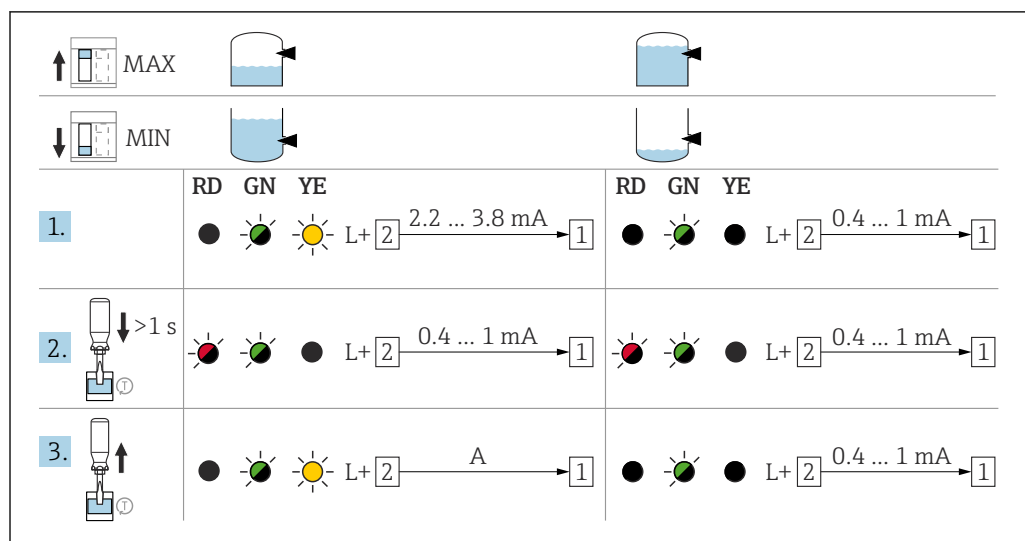 MAX
MIN
RD GN YE RD GN YE
1. L+ 2 2.2 ... 3.8 mA 1 L+ 2 0.4 ... 1 mA 1
2. >1 s T L+ 2 0.4 ... 1 mA 1 L+ 2 0.4 ... 1 mA 1
3. T L+ 2 A 1 L+ 2 0.4 ... 1 mA 1